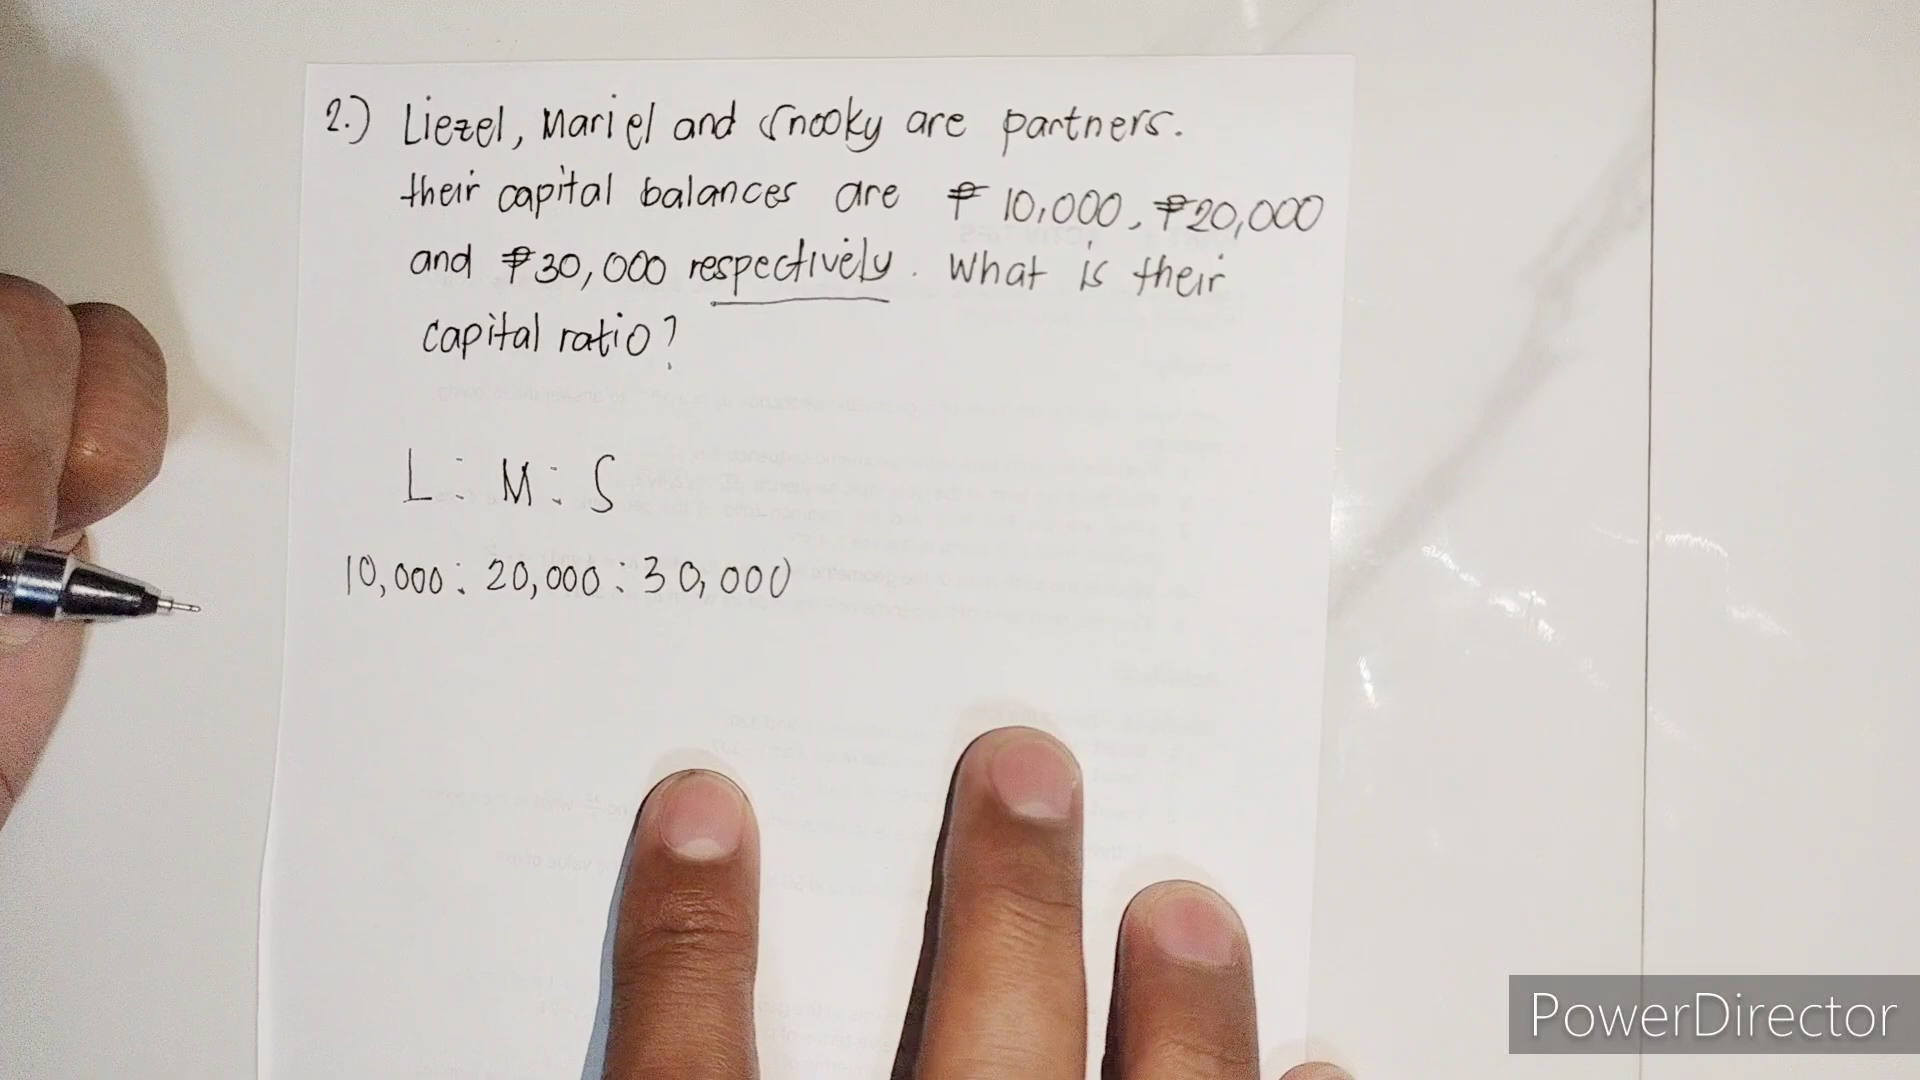 2.) Liezel, Mariel and Snooky are partners.
their capital balances are ₱ 10,000, ₱20,000
and ₱30,000 respectively. What is their
capital ratio?
L : M : S
10,000 : 20,000 : 30,000
PowerDirector